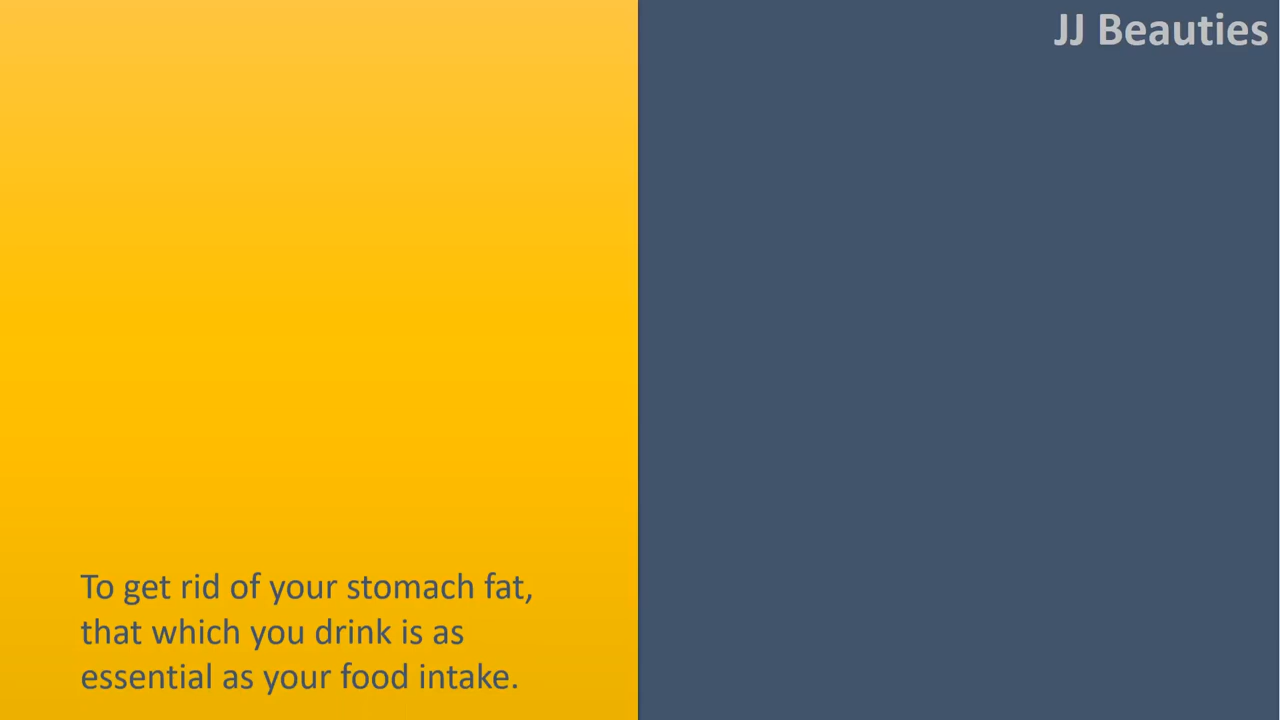 JJ Beauties
To get rid of your stomach fat,
that which you drink is as
essential as your food intake.